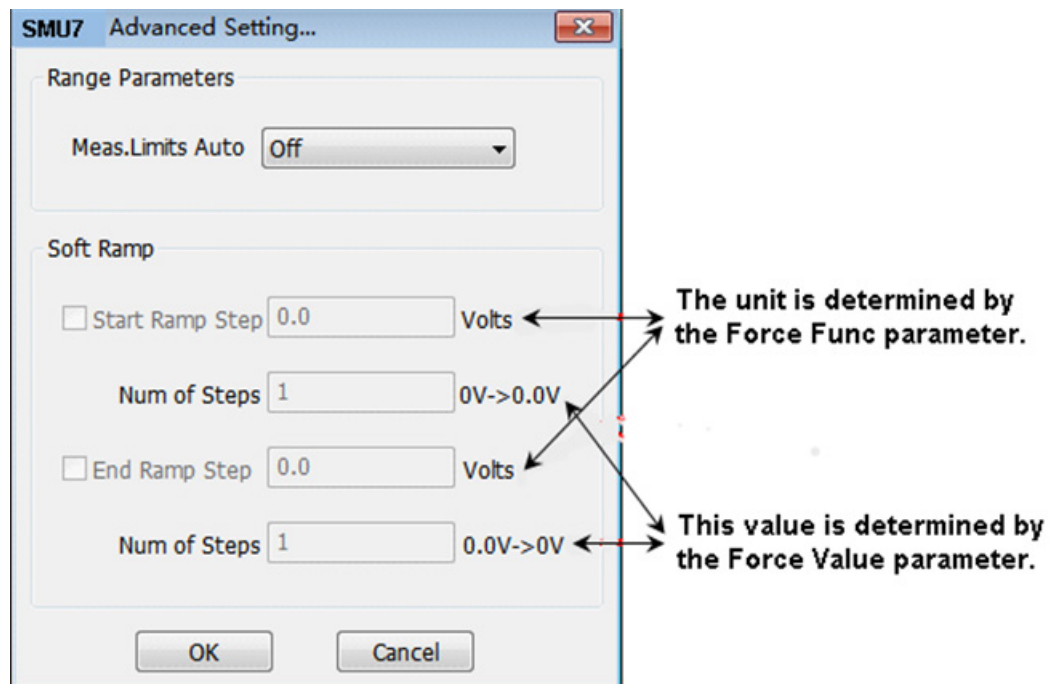 SMU7 Advanced Setting...
Range Parameters
Meas.Limits Auto Off
Soft Ramp
Start Ramp Step 0.0 Volts
Num of Steps 1 0V->0.0V
End Ramp Step 0.0 Volts
Num of Steps 1 0.0V->0V
OK Cancel
The unit is determined by
the Force Func parameter.
This value is determined by
the Force Value parameter.